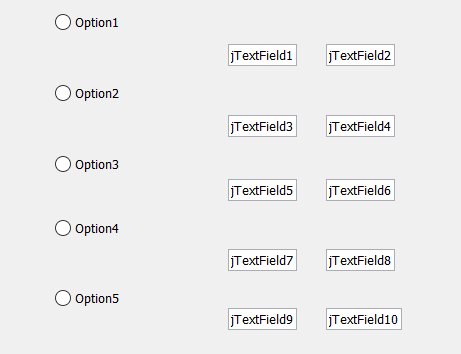 Option1
jTextField1 jTextField2
Option2
jTextField3 jTextField4
Option3
jTextField5 jTextField6
Option4
jTextField7 jTextField8
Option5
jTextField9 jTextField10